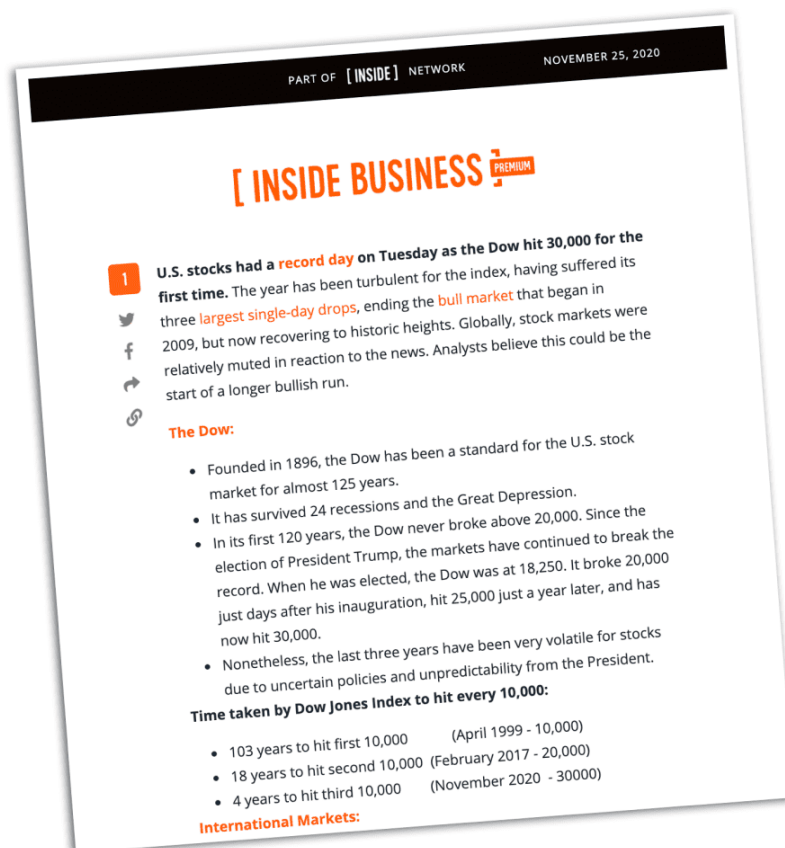 PART OF [INSIDE] NETWORK NOVEMBER 25, 2020
[ INSIDE BUSINESS PREMIUM ]
1
U.S. stocks had a record day on Tuesday as the Dow hit 30,000 for the
first time. The year has been turbulent for the index, having suffered its
three largest single-day drops, ending the bull market that began in
2009, but now recovering to historic heights. Globally, stock markets were
relatively muted in reaction to the news. Analysts believe this could be the
start of a longer bullish run.
The Dow:
• Founded in 1896, the Dow has been a standard for the U.S. stock
market for almost 125 years.
• It has survived 24 recessions and the Great Depression.
• In its first 120 years, the Dow never broke above 20,000. Since the
election of President Trump, the markets have continued to break the
record. When he was elected, the Dow was at 18,250. It broke 20,000
just days after his inauguration, hit 25,000 just a year later, and has
now hit 30,000.
• Nonetheless, the last three years have been very volatile for stocks
due to uncertain policies and unpredictability from the President.
Time taken by Dow Jones Index to hit every 10,000:
• 103 years to hit first 10,000 (April 1999 - 10,000)
• 18 years to hit second 10,000 (February 2017 - 20,000)
• 4 years to hit third 10,000 (November 2020 - 30000)
International Markets: